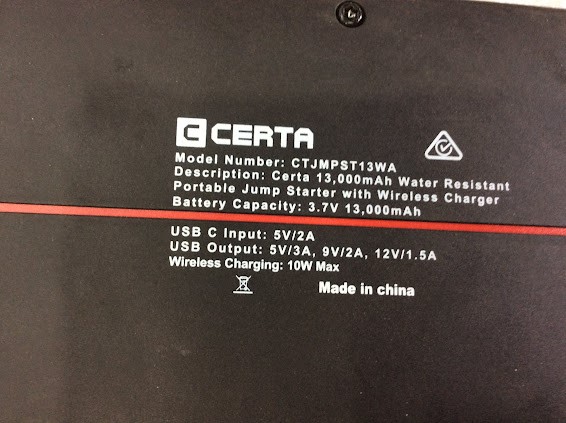 CERTA
Model Number: CTJMPST13WA
Description: Certa 13,000mAh Water Resistant
Portable Jump Starter with Wireless Charger
Battery Capacity: 3.7V 13,000mAh
USB C Input: 5V/2A
USB Output: 5V/3A, 9V/2A, 12V/1.5A
Wireless Charging: 10W Max
Made in china